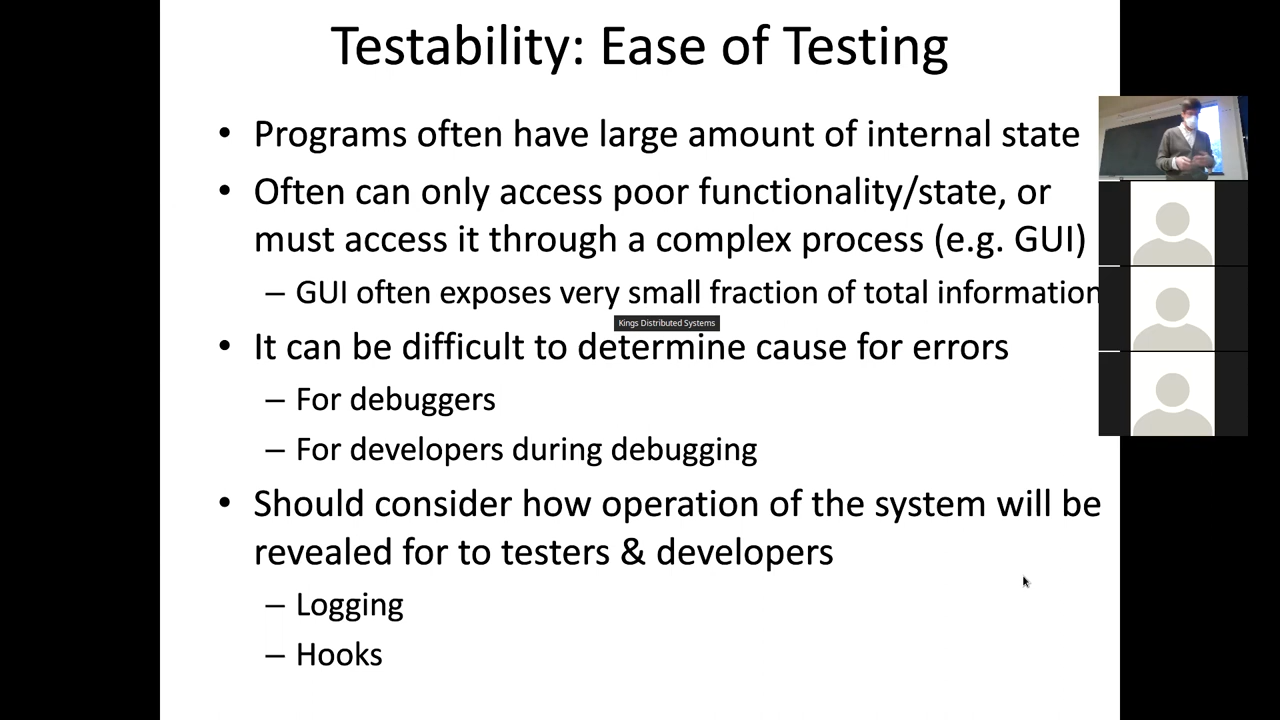 Testability: Ease of Testing
• Programs often have large amount of internal state
• Often can only access poor functionality/state, or
must access it through a complex process (e.g. GUI)
– GUI often exposes very small fraction of total information
Kings Distributed Systems
• It can be difficult to determine cause for errors
– For debuggers
– For developers during debugging
• Should consider how operation of the system will be
revealed for to testers & developers
– Logging
– Hooks